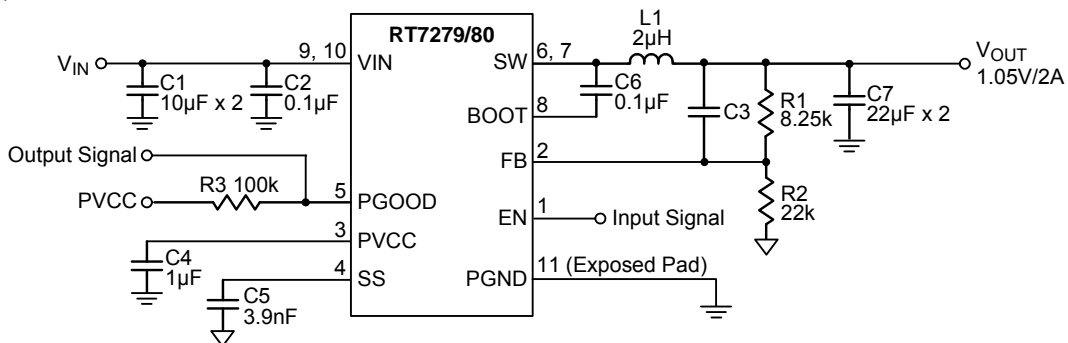 RT7279/80
L1
2µH
9, 10
VIN
SW
6, 7
VIN
VOUT
1.05V/2A
C1
10µF x 2
C2
0.1µF
C6
0.1µF
C3
R1
8.25k
C7
22µF x 2
BOOT
8
Output Signal
FB
2
PVCC
R3 100k
5
PGOOD
EN
1
Input Signal
R2
22k
3
PVCC
C4
1µF
4
SS
PGND
11 (Exposed Pad)
C5
3.9nF